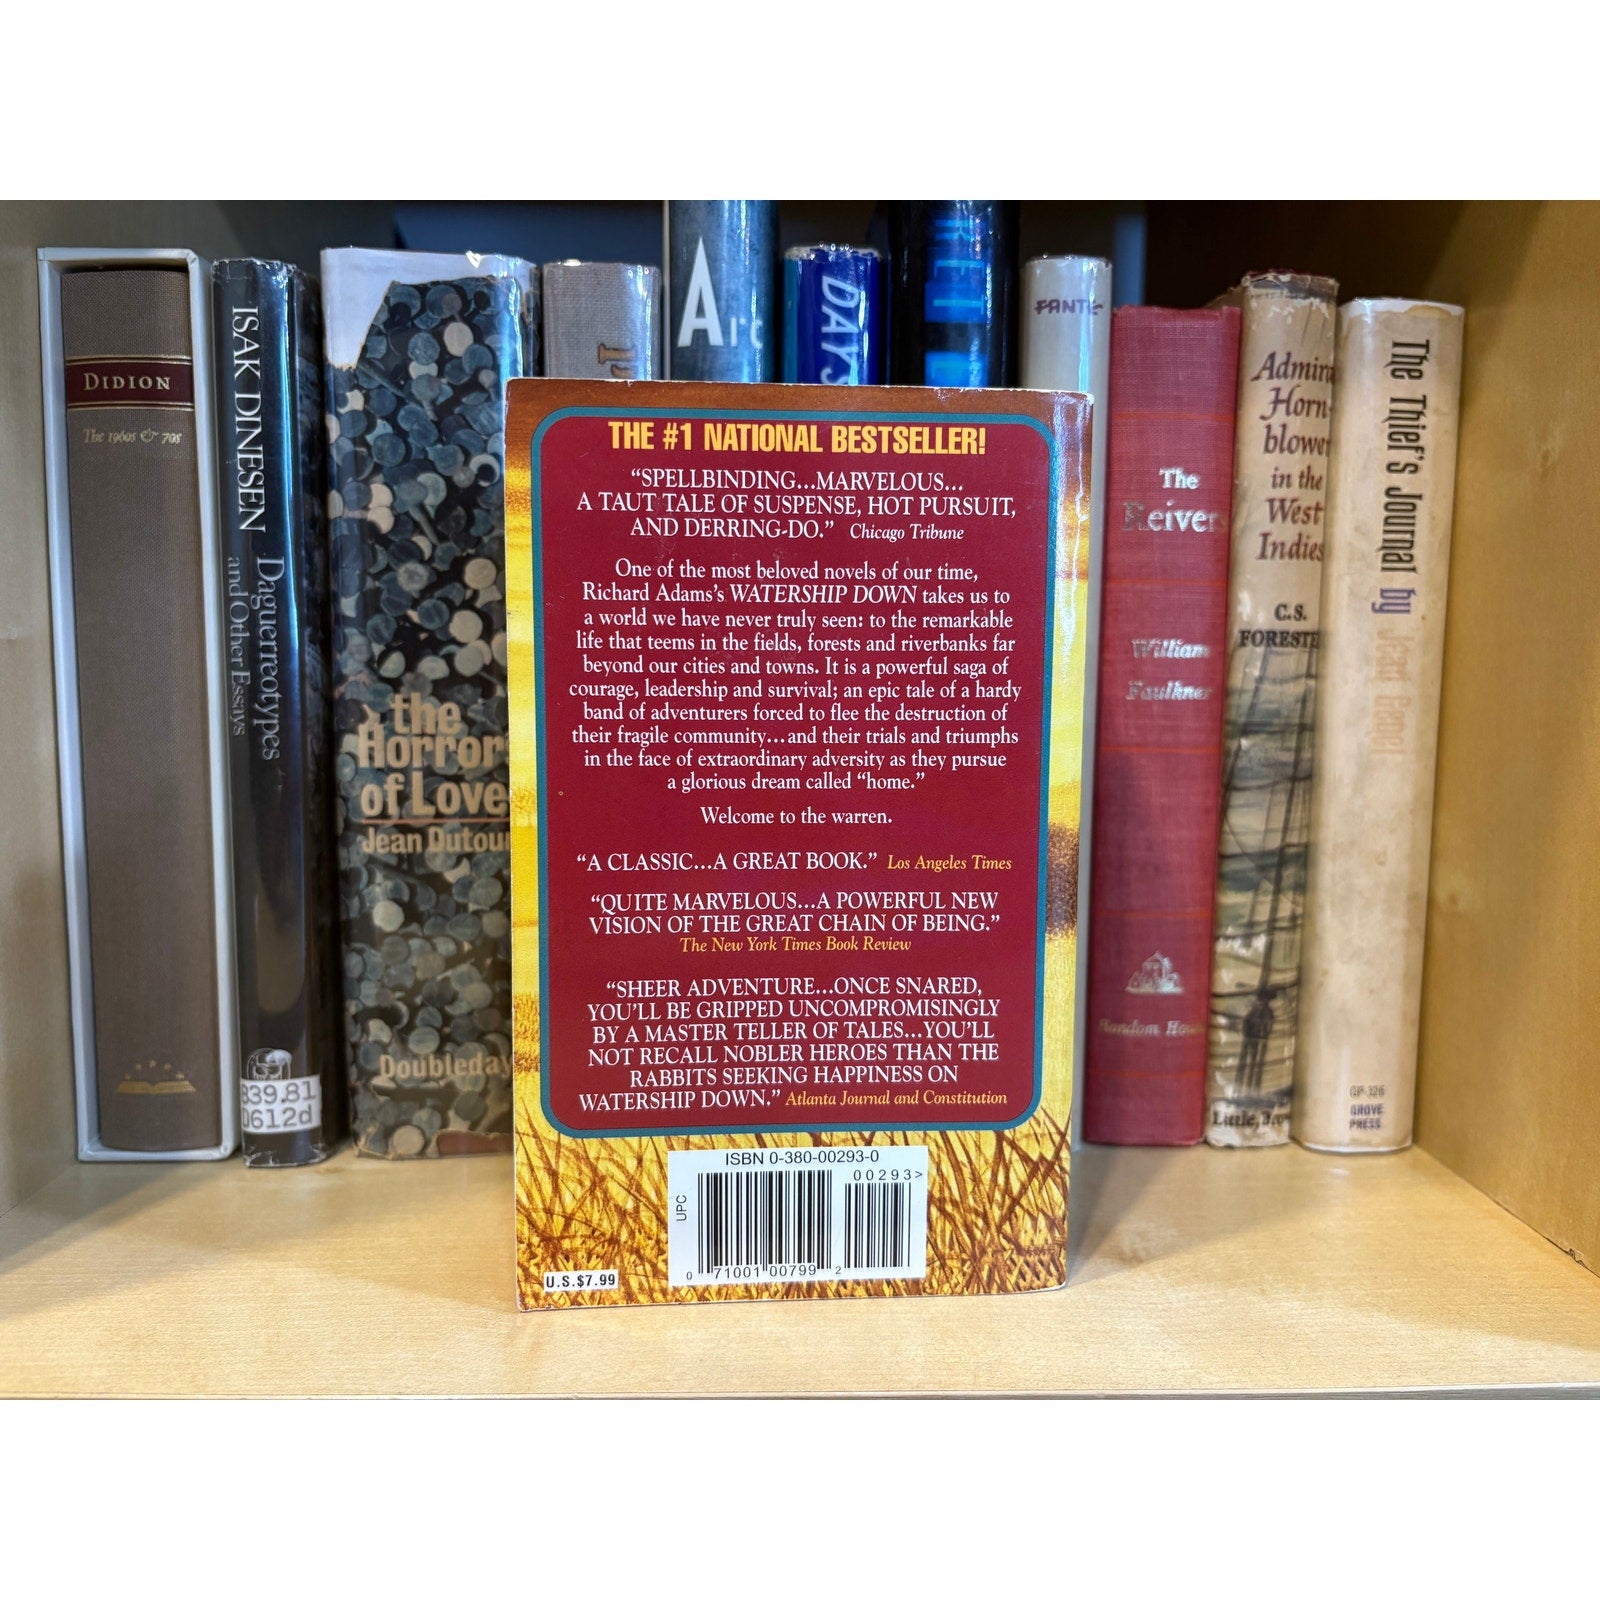 DIDION
The 1960s & 70s
ISAK DINESEN
Daguerreotypes
and Other Essays
839.81
D612d
the
Horrors
of Love
Jean Dutour
Doubleday
A
DAYS
FANTE
THE #1 NATIONAL BESTSELLER!
“SPELLBINDING...MARVELOUS...
A TAUT TALE OF SUSPENSE, HOT PURSUIT,
AND DERRING-DO.” Chicago Tribune
One of the most beloved novels of our time,
Richard Adams's WATERSHIP DOWN takes us to
a world we have never truly seen: to the remarkable
life that teems in the fields, forests and riverbanks far
beyond our cities and towns. It is a powerful saga of
courage, leadership and survival; an epic tale of a hardy
band of adventurers forced to flee the destruction of
their fragile community...and their trials and triumphs
in the face of extraordinary adversity as they pursue
a glorious dream called “home.”
Welcome to the warren.
“A CLASSIC...A GREAT BOOK.” Los Angeles Times
“QUITE MARVELOUS...A POWERFUL NEW
VISION OF THE GREAT CHAIN OF BEING.”
The New York Times Book Review
“SHEER ADVENTURE...ONCE SNARED,
YOU'LL BE GRIPPED UNCOMPROMISINGLY
BY A MASTER TELLER OF TALES...YOU'LL
NOT RECALL NOBLER HEROES THAN THE
RABBITS SEEKING HAPPINESS ON
WATERSHIP DOWN.” Atlanta Journal and Constitution
ISBN 0-380-00293-0
00293>
UPC
0 71001 00799 2
U.S.$7.99
The
Reivers
William
Faulkner
Random House
Admiral
Horn-
blower
in the
West
Indies
C.S.
FORESTER
Little, Brown
The Thief's Journal by Jean Genet
GP-326
GROVE
PRESS